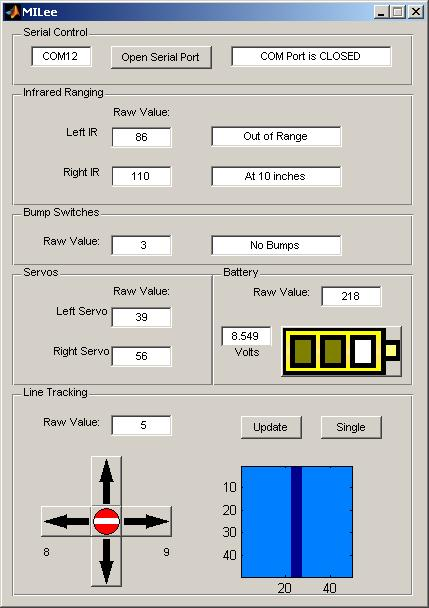 MILee
Serial Control
COM12 Open Serial Port COM Port is CLOSED
Infrared Ranging
Raw Value:
Left IR 86 Out of Range
Right IR 110 At 10 inches
Bump Switches
Raw Value: 3 No Bumps
Servos
Raw Value:
Left Servo 39
Right Servo 56
Battery
Raw Value: 218
8.549
Volts
Line Tracking
Raw Value: 5 Update Single
8 9
10
20
30
40
20 40